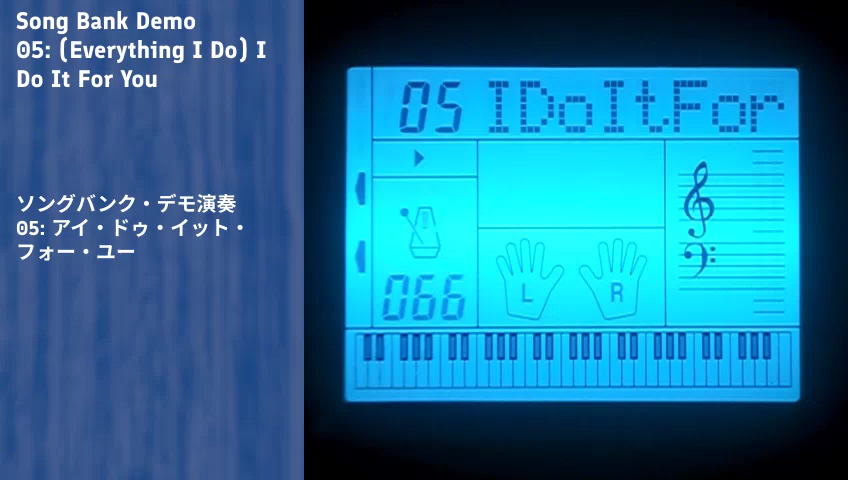 Song Bank Demo
05: (Everything I Do) I
Do It For You
ソングバンク・デモ演奏
05: アイ・ドゥ・イット・
フォー・ユー
05 IDoItFor
066
L R